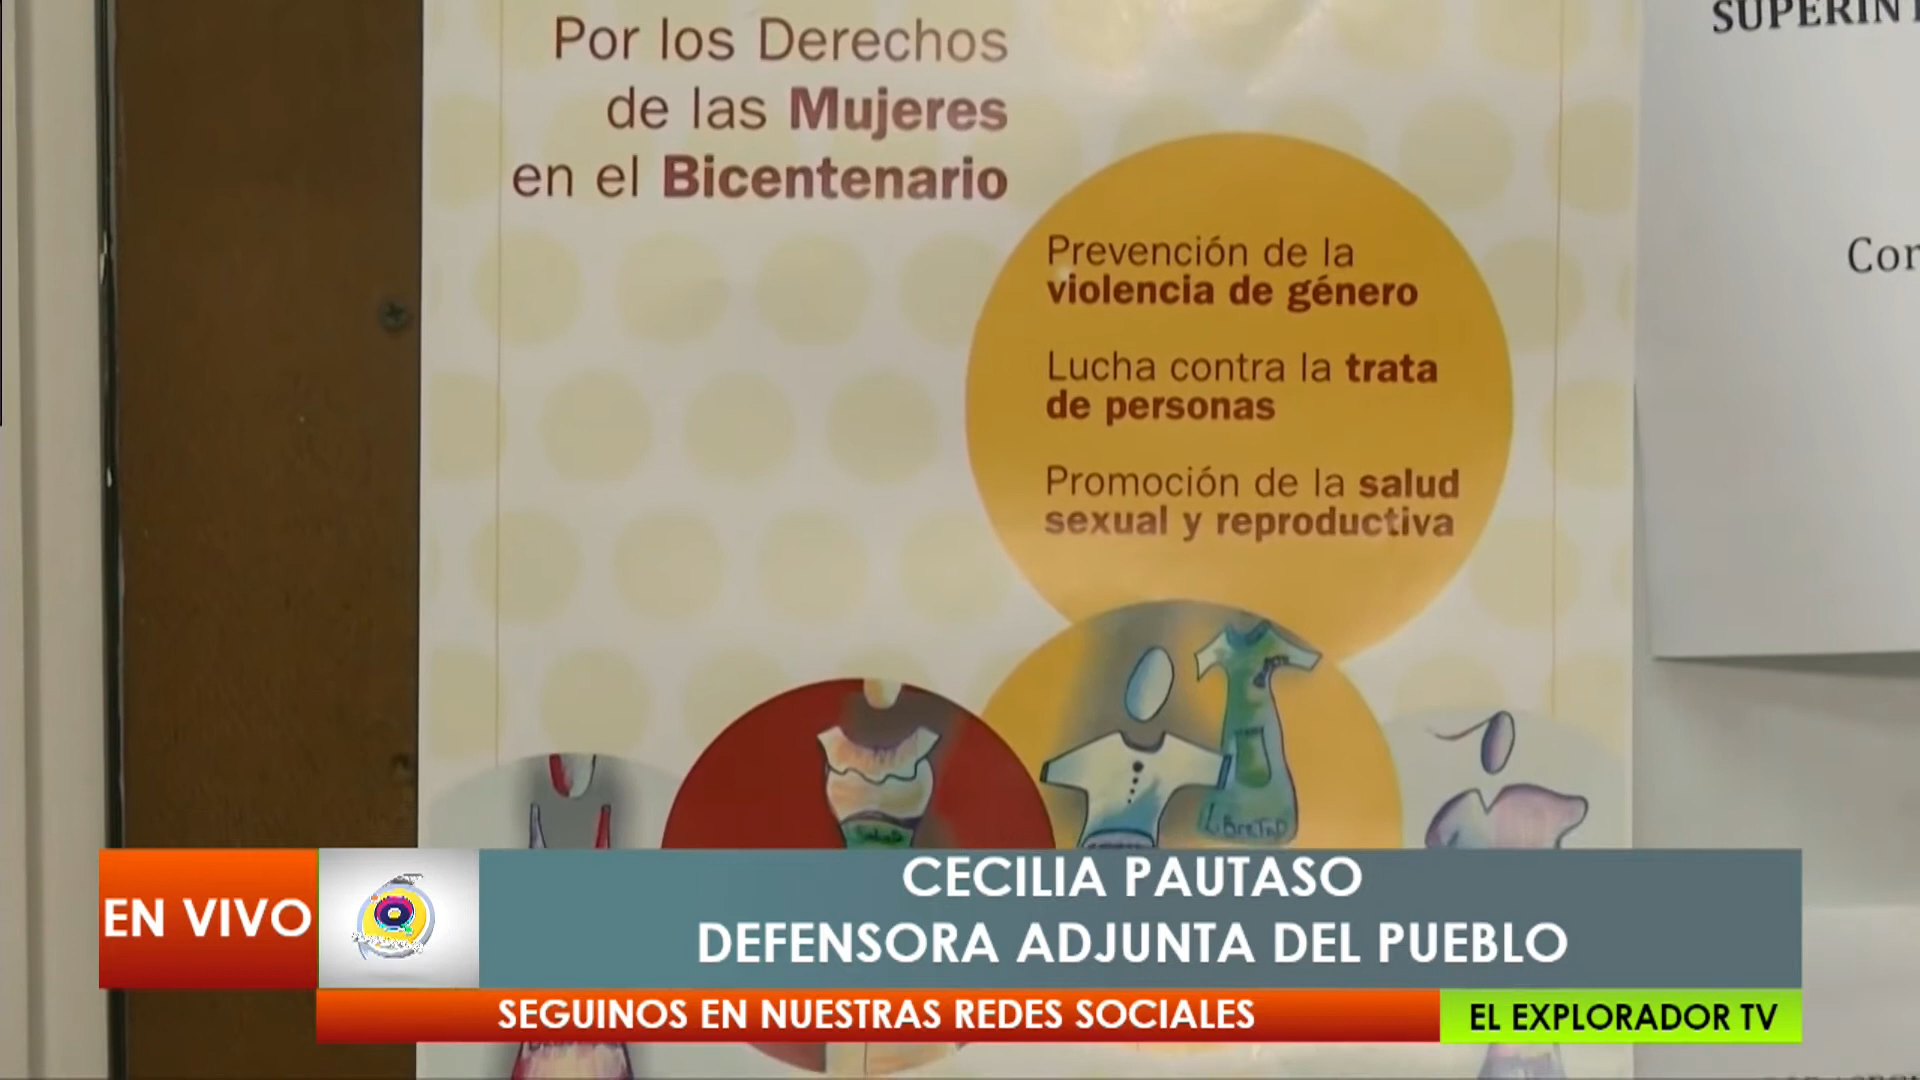 Por los Derechos
de las Mujeres
en el Bicentenario
Prevención de la
violencia de género
Lucha contra la trata
de personas
Promoción de la salud
sexual y reproductiva
Salud
LiBeRTaD
EN VIVO
CECILIA PAUTASO
DEFENSORA ADJUNTA DEL PUEBLO
SEGUINOS EN NUESTRAS REDES SOCIALES
EL EXPLORADOR TV